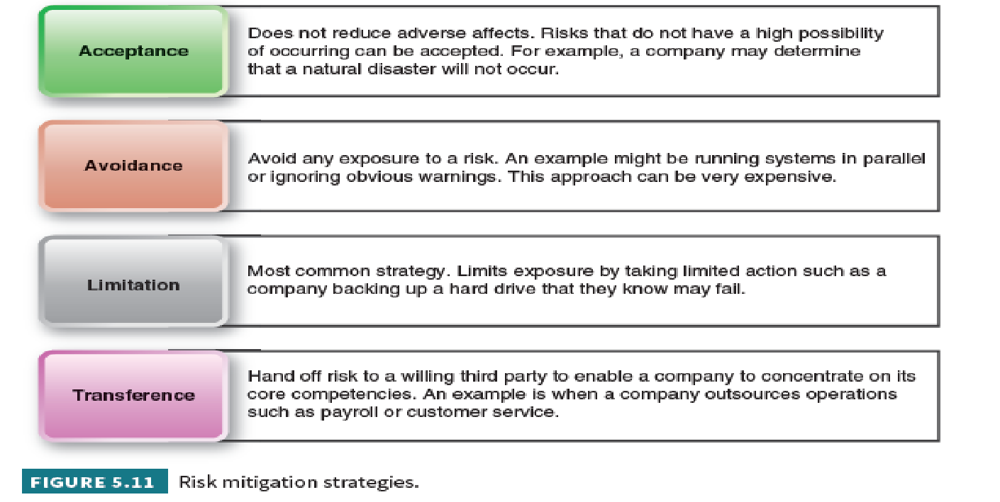 Acceptance
Does not reduce adverse affects. Risks that do not have a high possibility
of occurring can be accepted. For example, a company may determine
that a natural disaster will not occur.
Avoidance
Avoid any exposure to a risk. An example might be running systems in parallel
or ignoring obvious warnings. This approach can be very expensive.
Limitation
Most common strategy. Limits exposure by taking limited action such as a
company backing up a hard drive that they know may fail.
Transference
Hand off risk to a willing third party to enable a company to concentrate on its
core competencies. An example is when a company outsources operations
such as payroll or customer service.
FIGURE 5.11 Risk mitigation strategies.